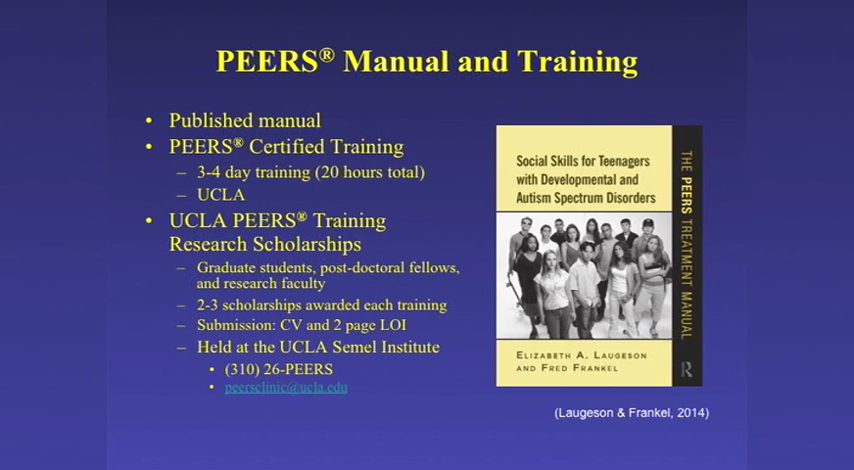 PEERS® Manual and Training
• Published manual
• PEERS® Certified Training
– 3-4 day training (20 hours total)
– UCLA
• UCLA PEERS® Training
Research Scholarships
– Graduate students, post-doctoral fellows,
and research faculty
– 2-3 scholarships awarded each training
– Submission: CV and 2 page LOI
– Held at the UCLA Semel Institute
• (310) 26-PEERS
• peersclinic@ucla.edu
Social Skills for Teenagers
with Developmental and
Autism Spectrum Disorders
THE PEERS TREATMENT MANUAL
Elizabeth A. Laugeson
and Fred Frankel
R
(Laugeson & Frankel, 2014)